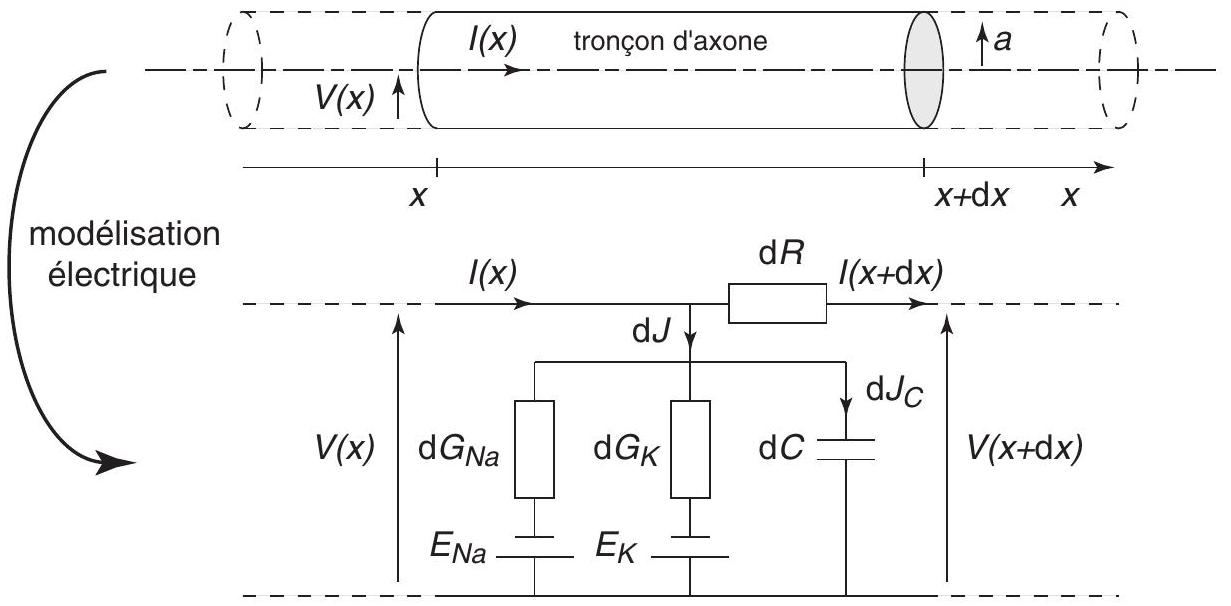 I(x)
tronçon d'axone
a
V(x)
x
x+dx
x
modélisation
électrique
I(x)
dR
I(x+dx)
dJ
dJ_C
V(x)
dG_Na
dG_K
dC
V(x+dx)
E_Na
E_K